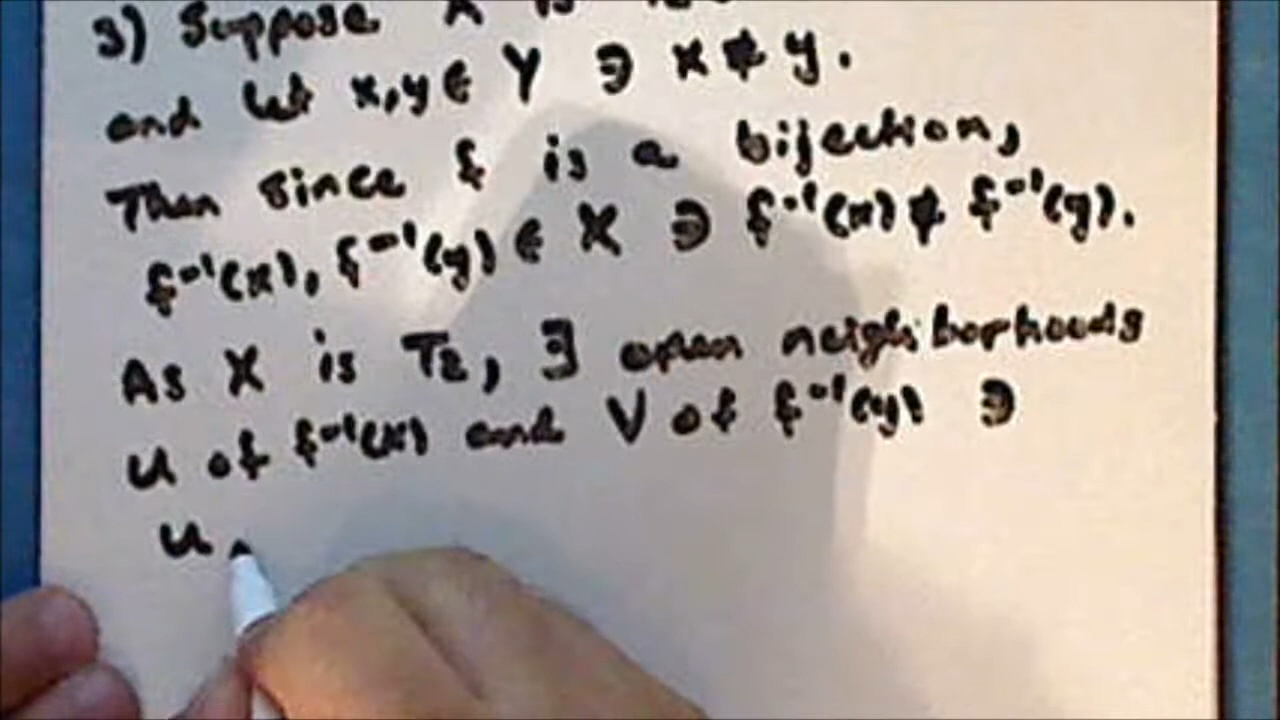 3) Suppose X is
and let x,y ∈ Y ∋ x ≠ y.
Then since f is a bijection,
f⁻¹(x), f⁻¹(y) ∈ X ∋ f⁻¹(x) ≠ f⁻¹(y).
As X is T₂, ∃ open neighborhoods
U of f⁻¹(x) and V of f⁻¹(y) ∋
U